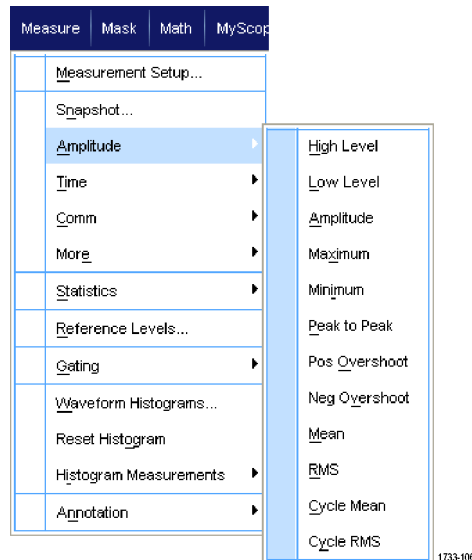 Measure Mask Math MyScop
Measurement Setup...
Snapshot...
Amplitude
Time
Comm
More
Statistics
Reference Levels...
Gating
Waveform Histograms...
Reset Histogram
Histogram Measurements
Annotation
High Level
Low Level
Amplitude
Maximum
Minimum
Peak to Peak
Pos Overshoot
Neg Overshoot
Mean
RMS
Cycle Mean
Cycle RMS